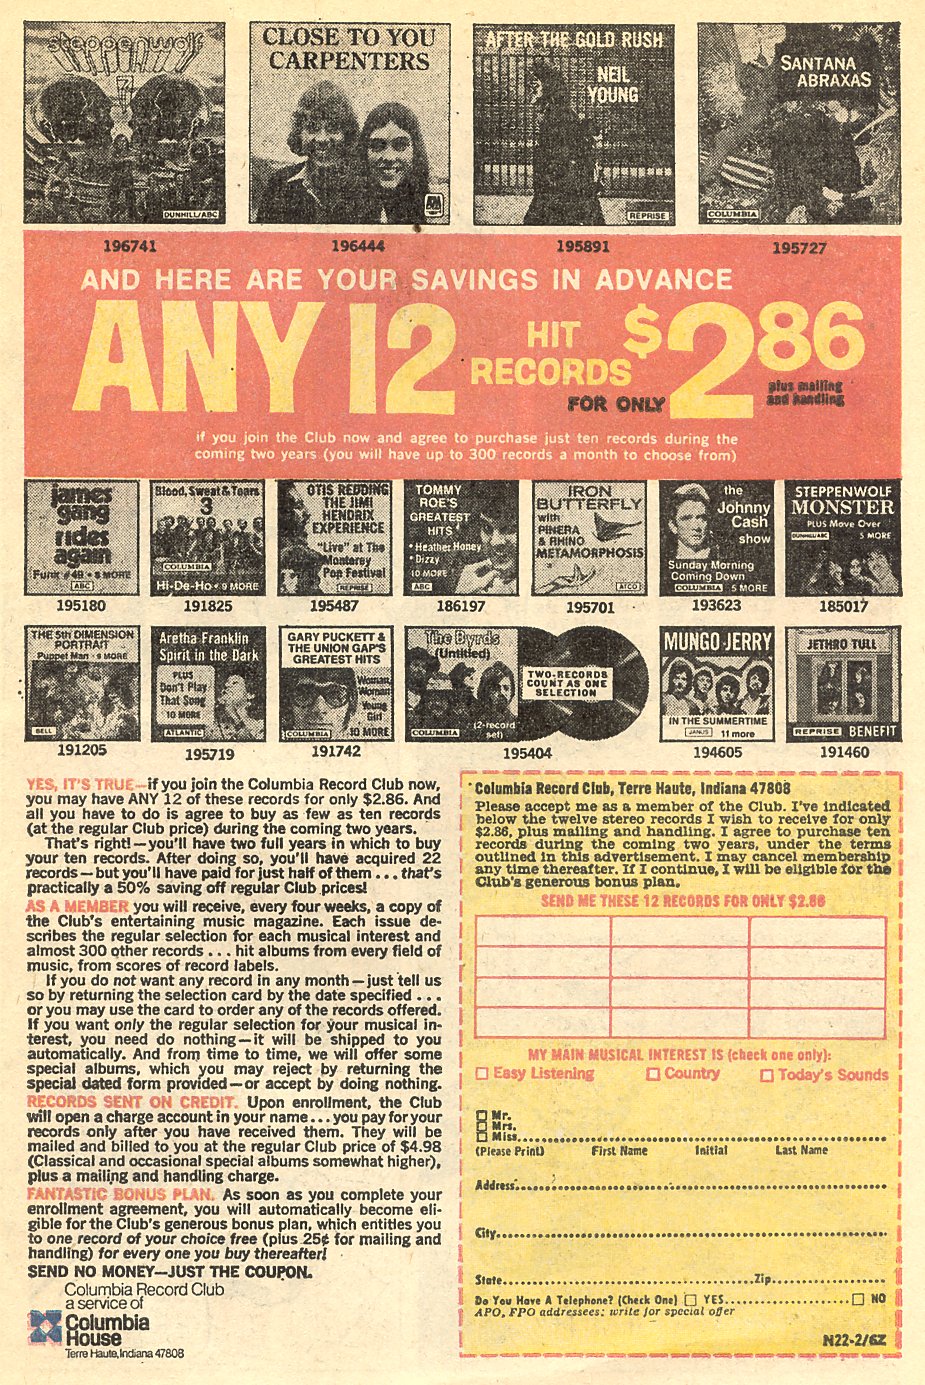 steppenwolf
7
DUNHILL/ABC
196741
CLOSE TO YOU
CARPENTERS
A&M
196444
AFTER THE GOLD RUSH
NEIL
YOUNG
REPRISE
195891
SANTANA
ABRAXAS
COLUMBIA
195727
AND HERE ARE YOUR SAVINGS IN ADVANCE
ANY 12 HIT RECORDS FOR ONLY $2.86
plus mailing
and handling
if you join the Club now and agree to purchase just ten records during the
coming two years (you will have up to 300 records a month to choose from)
james
gang
rides
again
Funk #49 • 8 MORE
ABC
195180
Blood, Sweat & Tears
3
COLUMBIA
Hi-De-Ho • 9 MORE
191825
OTIS REDDING
THE JIMI
HENDRIX
EXPERIENCE
"Live" at The
Monterey
Pop Festival
REPRISE
195487
TOMMY
ROE'S
GREATEST
HITS
• Heather Honey
• Dizzy
10 MORE
ABC
186197
IRON
BUTTERFLY
with
PINERA
& RHINO
METAMORPHOSIS
ATCO
195701
the
Johnny
Cash
show
Sunday Morning
Coming Down
COLUMBIA 5 MORE
193623
STEPPENWOLF
MONSTER
PLUS Move Over
DUNHILL/ABC 5 MORE
185017
THE 5th DIMENSION
PORTRAIT
Puppet Man • 9 MORE
BELL
191205
Aretha Franklin
Spirit in the Dark
PLUS
Don't Play
That Song
10 MORE
ATLANTIC
195719
GARY PUCKETT &
THE UNION GAP'S
GREATEST HITS
Woman,
Woman
Young
Girl
COLUMBIA 10 MORE
191742
The Byrds
(Untitled)
(2-record
set)
COLUMBIA
TWO-RECORDS
COUNT AS ONE
SELECTION
195404
MUNGO JERRY
IN THE SUMMERTIME
JANUS 11 more
194605
JETHRO TULL
REPRISE BENEFIT
191460
YES, IT'S TRUE—if you join the Columbia Record Club now,
you may have ANY 12 of these records for only $2.86. And
all you have to do is agree to buy as few as ten records
(at the regular Club price) during the coming two years.
That's right!—you'll have two full years in which to buy
your ten records. After doing so, you'll have acquired 22
records—but you'll have paid for just half of them . . . that's
practically a 50% saving off regular Club prices!
AS A MEMBER you will receive, every four weeks, a copy of
the Club's entertaining music magazine. Each issue de-
scribes the regular selection for each musical interest and
almost 300 other records . . . hit albums from every field of
music, from scores of record labels.
If you do not want any record in any month—just tell us
so by returning the selection card by the date specified . . .
or you may use the card to order any of the records offered.
If you want only the regular selection for your musical in-
terest, you need do nothing—it will be shipped to you
automatically. And from time to time, we will offer some
special albums, which you may reject by returning the
special dated form provided—or accept by doing nothing.
RECORDS SENT ON CREDIT. Upon enrollment, the Club
will open a charge account in your name . . . you pay for your
records only after you have received them. They will be
mailed and billed to you at the regular Club price of $4.98
(Classical and occasional special albums somewhat higher),
plus a mailing and handling charge.
FANTASTIC BONUS PLAN. As soon as you complete your
enrollment agreement, you will automatically become eli-
gible for the Club's generous bonus plan, which entitles you
to one record of your choice free (plus 25¢ for mailing and
handling) for every one you buy thereafter!
SEND NO MONEY—JUST THE COUPON.
Columbia Record Club
a service of
Columbia
House
Terre Haute, Indiana 47808
Columbia Record Club, Terre Haute, Indiana 47808
Please accept me as a member of the Club. I've indicated
below the twelve stereo records I wish to receive for only
$2.86, plus mailing and handling. I agree to purchase ten
records during the coming two years, under the terms
outlined in this advertisement. I may cancel membership
any time thereafter. If I continue, I will be eligible for the
Club's generous bonus plan.
SEND ME THESE 12 RECORDS FOR ONLY $2.86
MY MAIN MUSICAL INTEREST IS (check one only):
Easy Listening Country Today's Sounds
Mr.
Mrs.
Miss
(Please Print) First Name Initial Last Name
Address
City
State Zip
Do You Have A Telephone? (Check One) YES NO
APO, FPO addressees: write for special offer
N22-2/6Z